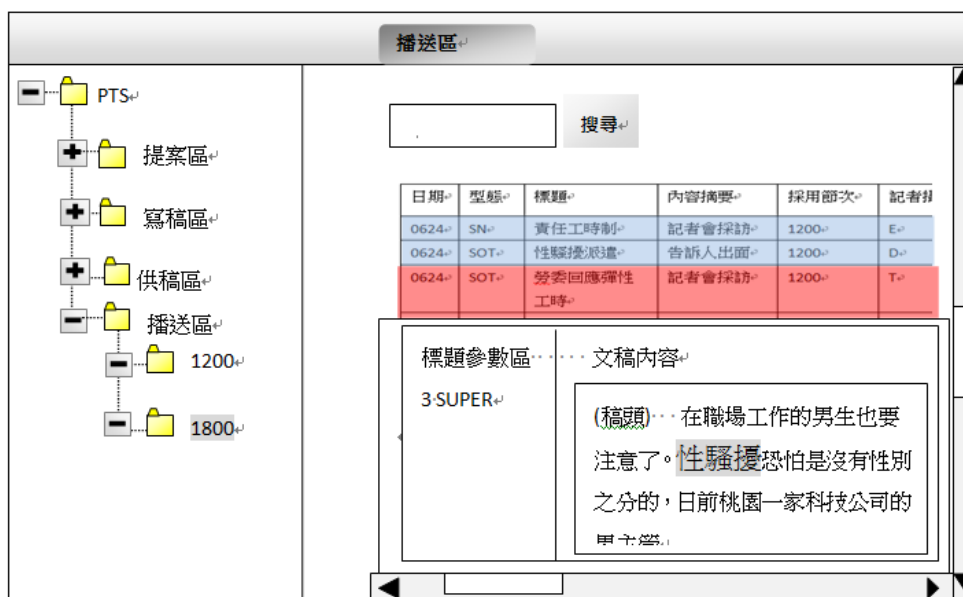 播送區
PTS
提案區
寫稿區
供稿區
播送區
1200
1800
搜尋
日期 型態 標題 內容摘要 採用節次 記者
0624 SN 責任工時制 記者會採訪 1200 E
0624 SOT 性騷擾派遣 告訴人出面 1200 D
0624 SOT 勞委回應彈性 記者會採訪 1200 T
工時
標題參數區 文稿內容
3 SUPER
(稿頭) 在職場工作的男生也要
注意了。性騷擾恐怕是沒有性別
之分的，日前桃園一家科技公司的
男主管